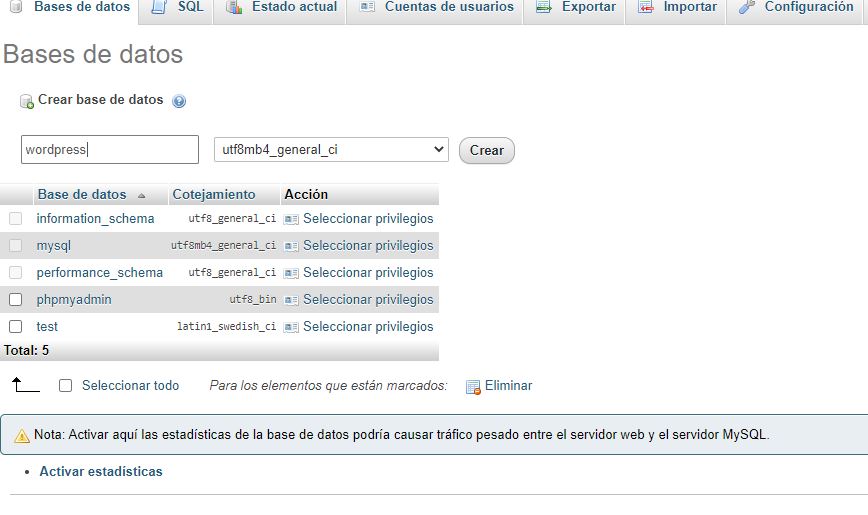 Bases de datos SQL Estado actual Cuentas de usuarios Exportar Importar Configuración
Bases de datos
Crear base de datos
wordpress utf8mb4_general_ci Crear
Base de datos Cotejamiento Acción
information_schema utf8_general_ci Seleccionar privilegios
mysql utf8mb4_general_ci Seleccionar privilegios
performance_schema utf8_general_ci Seleccionar privilegios
phpmyadmin utf8_bin Seleccionar privilegios
test latin1_swedish_ci Seleccionar privilegios
Total: 5
Seleccionar todo Para los elementos que están marcados: Eliminar
Nota: Activar aquí las estadísticas de la base de datos podría causar tráfico pesado entre el servidor web y el servidor MySQL.
Activar estadísticas